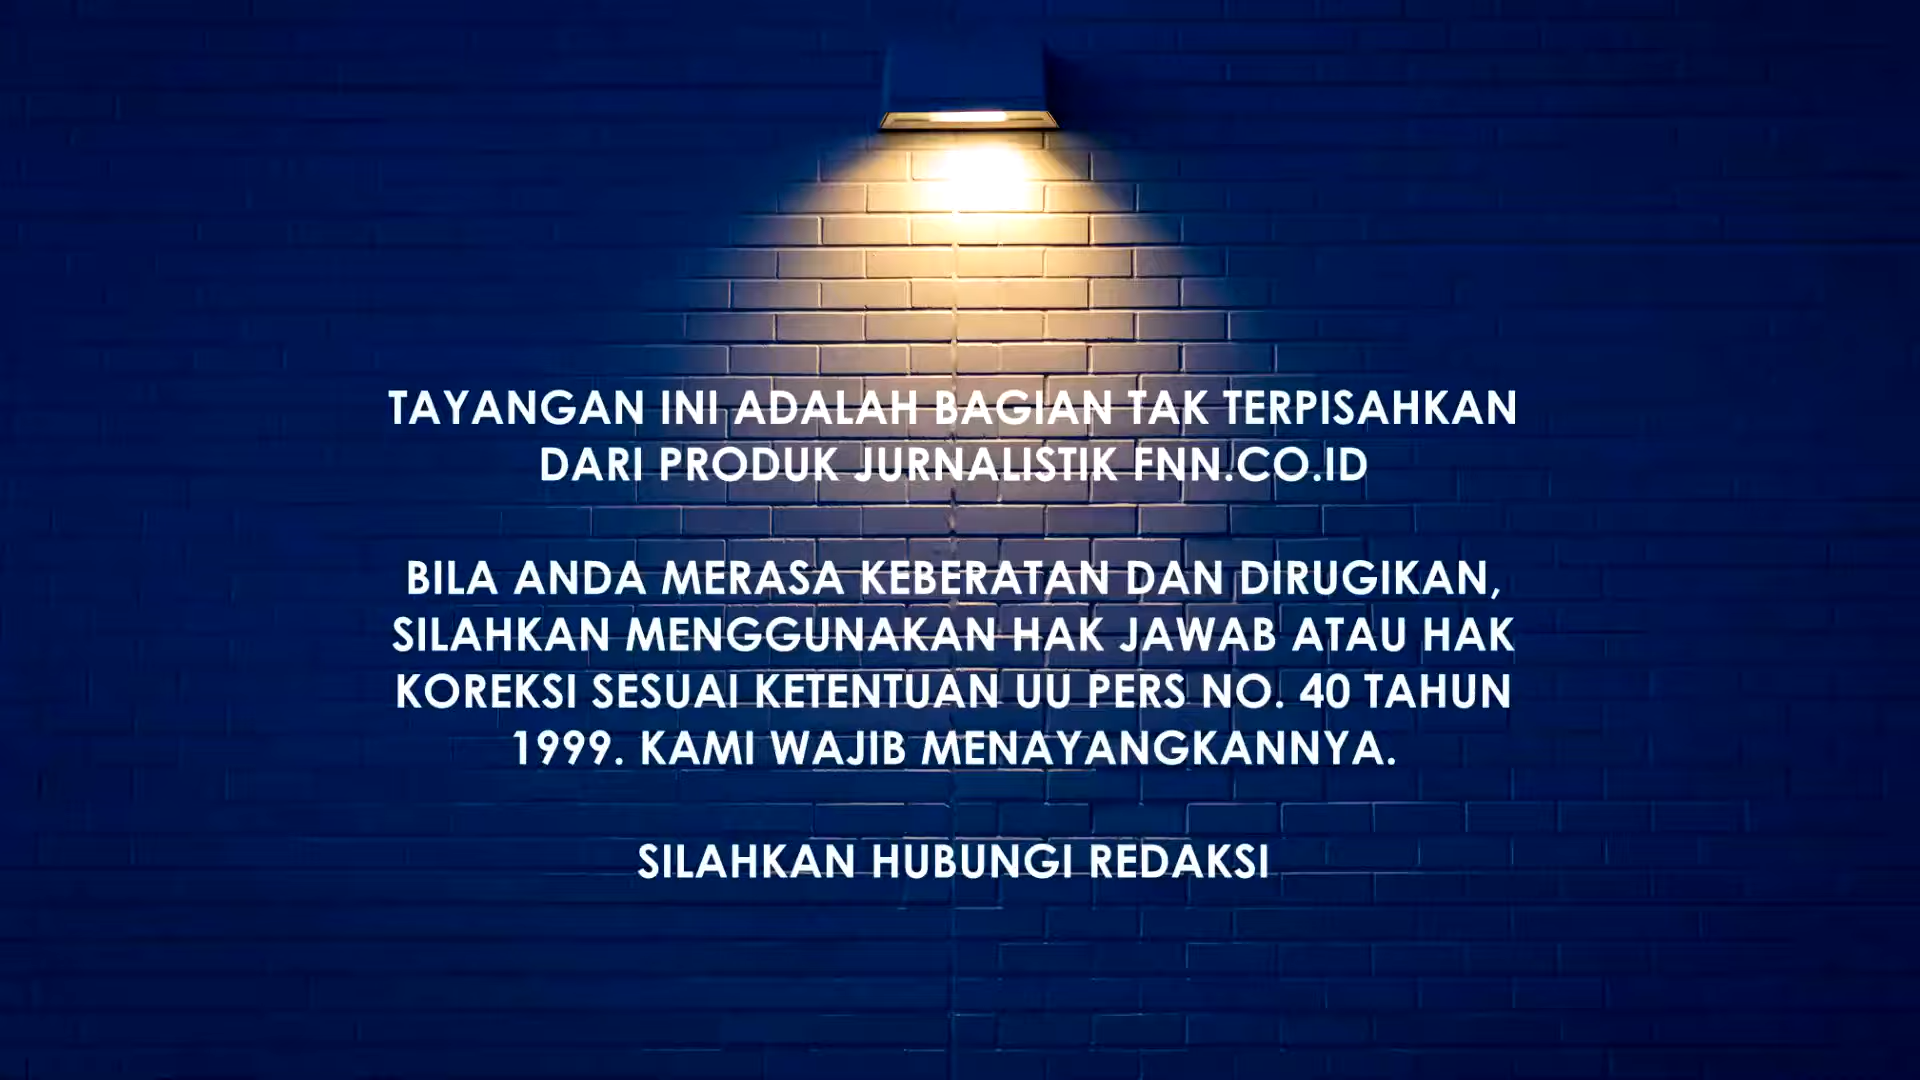 TAYANGAN INI ADALAH BAGIAN TAK TERPISAHKAN
DARI PRODUK JURNALISTIK FNN.CO.ID
BILA ANDA MERASA KEBERATAN DAN DIRUGIKAN,
SILAHKAN MENGGUNAKAN HAK JAWAB ATAU HAK
KOREKSI SESUAI KETENTUAN UU PERS NO. 40 TAHUN
1999. KAMI WAJIB MENAYANGKANNYA.
SILAHKAN HUBUNGI REDAKSI